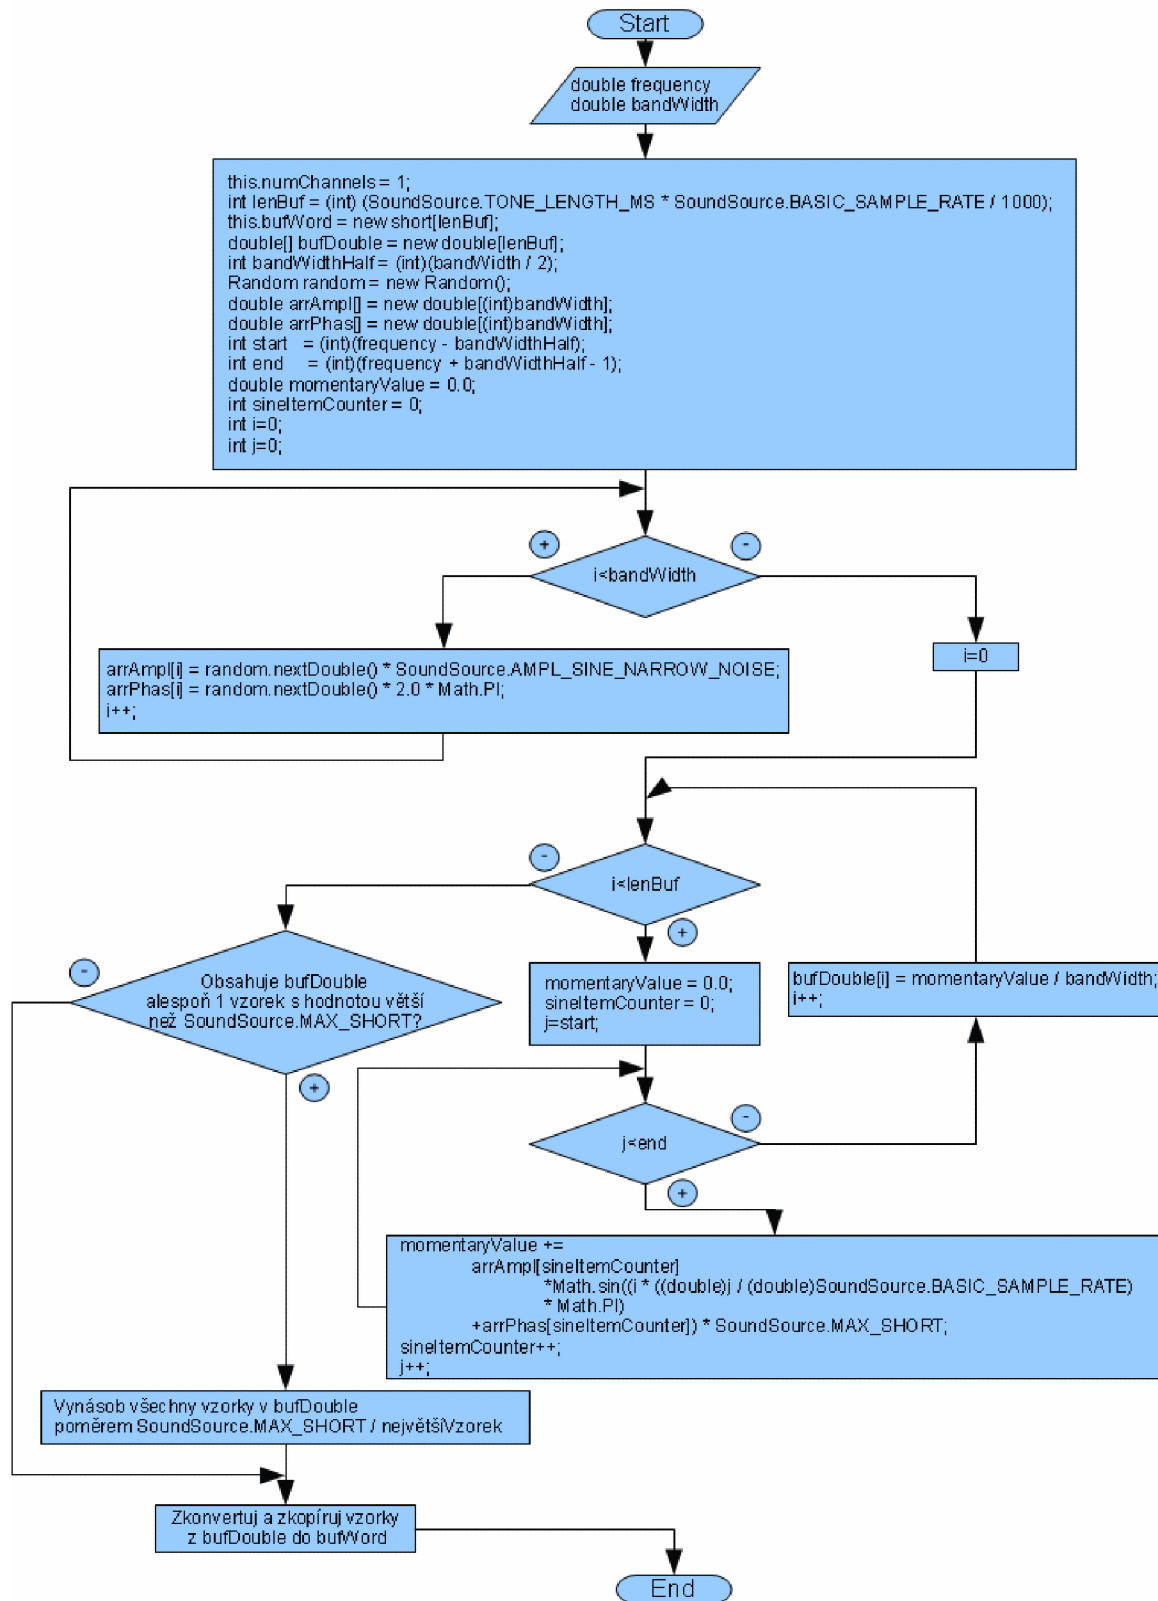 Start
double frequency
double bandWidth
this.numChannels = 1;
int lenBuf = (int) (SoundSource.TONE_LENGTH_MS * SoundSource.BASIC_SAMPLE_RATE / 1000);
this.bufWord = new short[lenBuf];
double[] bufDouble = new double[lenBuf];
int bandWidthHalf = (int)(bandWidth / 2);
Random random = new Random();
double arrAmpl[] = new double[(int)bandWidth];
double arrPhas[] = new double[(int)bandWidth];
int start = (int)(frequency - bandWidthHalf);
int end = (int)(frequency + bandWidthHalf - 1);
double momentaryValue = 0.0;
int sineItemCounter = 0;
int i=0;
int j=0;
+
-
i<bandWidth
arrAmpl[i] = random.nextDouble() * SoundSource.AMPL_SINE_NARROW_NOISE;
arrPhas[i] = random.nextDouble() * 2.0 * Math.PI;
i++;
i=0
-
i<lenBuf
+
-
Obsahuje bufDouble
alespoň 1 vzorek s hodnotou větší
než SoundSource.MAX_SHORT?
+
momentaryValue = 0.0;
sineItemCounter = 0;
j=start;
bufDouble[i] = momentaryValue / bandWidth;
i++;
-
j<end
+
momentaryValue +=
arrAmpl[sineItemCounter]
*Math.sin((i * ((double)j / (double)SoundSource.BASIC_SAMPLE_RATE)
* Math.PI)
+arrPhas[sineItemCounter]) * SoundSource.MAX_SHORT;
sineItemCounter++;
j++;
Vynásob všechny vzorky v bufDouble
poměrem SoundSource.MAX_SHORT / největšíVzorek
Zkonvertuj a zkopíruj vzorky
z bufDouble do bufWord
End